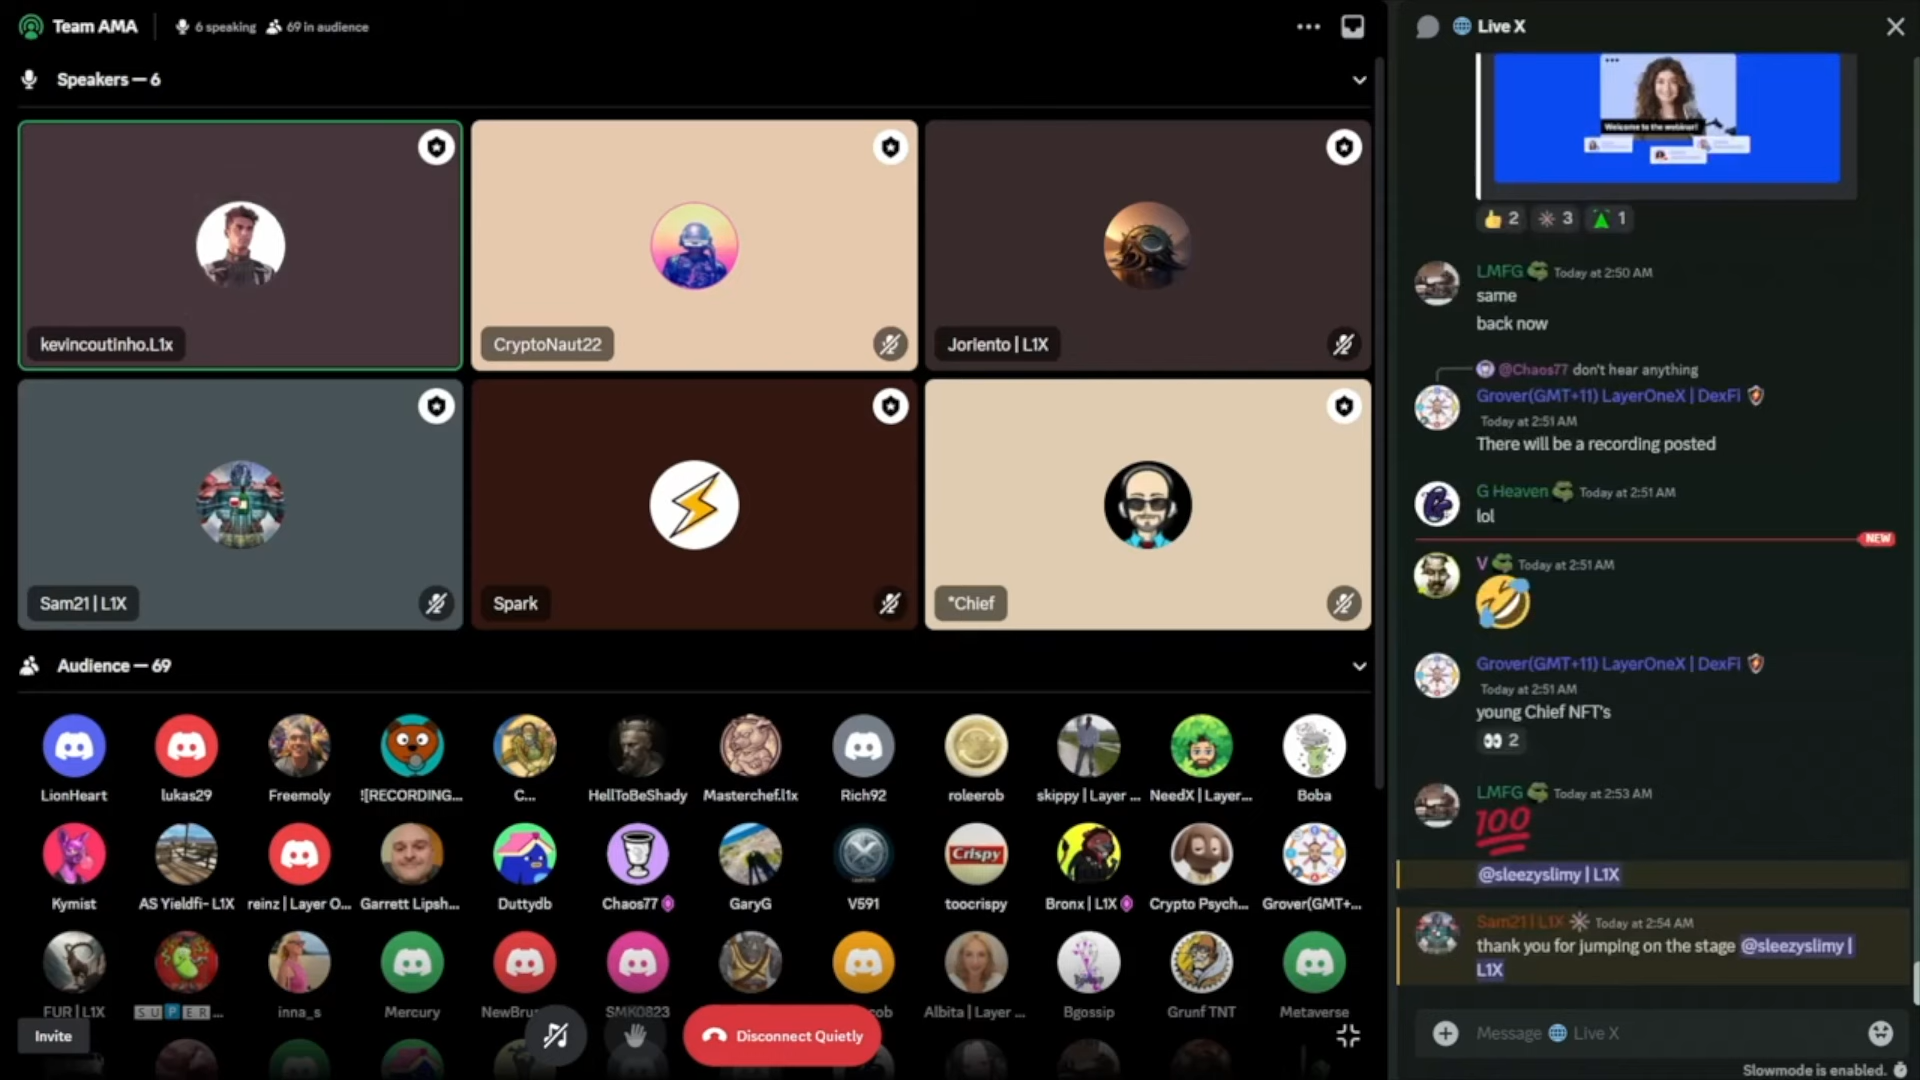 Team AMA
6 speaking
69 in audience
Speakers — 6
kevincoutinho.L1x
CryptoNaut22
Joriento | L1X
Sam21 | L1X
Spark
*Chief
Audience — 69
LionHeart
lukas29
Freemoly
![RECORDING...
C...
HellToBeShady
Masterchef.l1x
Rich92
roleerob
skippy | Layer ...
NeedX | Layer...
Boba
Crispy
Kymist
AS Yieldfi- L1X
reinz | Layer O...
Garrett Lipsh...
Duttydb
Chaos77
GaryG
V591
toocrispy
Bronx | L1X
Crypto Psych...
Grover(GMT+...
FUR | L1X
SUPER...
inna_s
Mercury
SMK0823
Albita | Layer ...
Bgossip
Grunf TNT
Metaverse
Invite
Disconnect Quietly
Live X
Welcome to the webinar!
2
3
1
LMFG Today at 2:50 AM
same
back now
@Chaos77 don't hear anything
Grover(GMT+11) LayerOneX | DexFi
Today at 2:51 AM
There will be a recording posted
G Heaven Today at 2:51 AM
lol
NEW
V Today at 2:51 AM
Grover(GMT+11) LayerOneX | DexFi
Today at 2:51 AM
young Chief NFT's
2
LMFG Today at 2:53 AM
100
@sleezyslimy | L1X
Sam21 | L1X Today at 2:54 AM
thank you for jumping on the stage @sleezyslimy |
L1X
Message Live X
Slowmode is enabled.